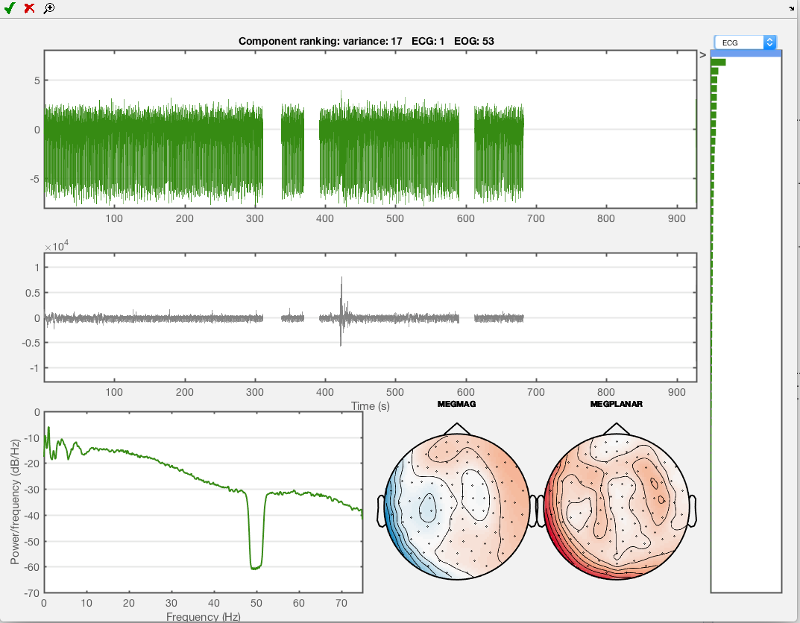 Component ranking: variance: 17 ECG: 1 EOG: 53
ECG
>
5
0
-5
100 200 300 400 500 600 700 800 900
×10^4
1
0.5
0
-0.5
-1
100 200 300 400 500 600 700 800 900
Time (s)
MEGMAG MEGPLANAR
0
-10
-20
-30
-40
-50
-60
-70
Power/frequency (dB/Hz)
0 10 20 30 40 50 60 70
Frequency (Hz)